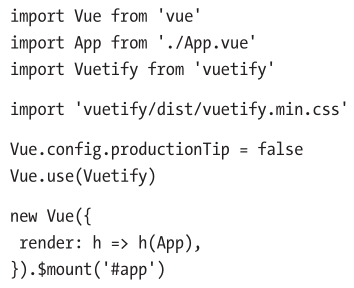 import Vue from 'vue'
import App from './App.vue'
import Vuetify from 'vuetify'
import 'vuetify/dist/vuetify.min.css'
Vue.config.productionTip = false
Vue.use(Vuetify)
new Vue({
 render: h => h(App),
}).$mount('#app')